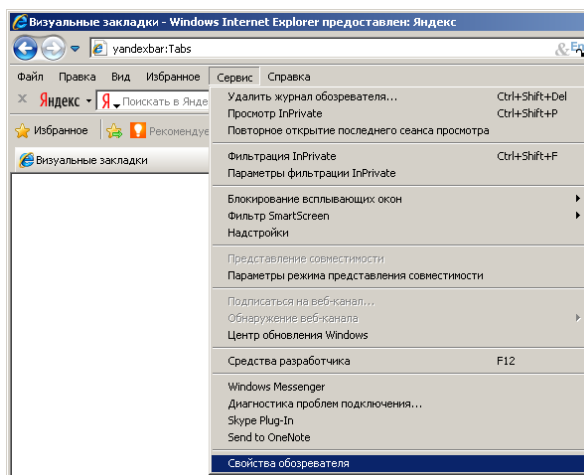 Визуальные закладки - Windows Internet Explorer предоставлен: Яндекс
yandexbar:Tabs
Файл Правка Вид Избранное Сервис Справка
Яндекс Я Поискать в Янде
Избранное Рекомендуе
Визуальные закладки
Удалить журнал обозревателя... Ctrl+Shift+Del
Просмотр InPrivate Ctrl+Shift+P
Повторное открытие последнего сеанса просмотра
Фильтрация InPrivate Ctrl+Shift+F
Параметры фильтрации InPrivate
Блокирование всплывающих окон
Фильтр SmartScreen
Надстройки
Представление совместимости
Параметры режима представления совместимости
Подписаться на веб-канал...
Обнаружение веб-канала
Центр обновления Windows
Средства разработчика F12
Windows Messenger
Диагностика проблем подключения...
Skype Plug-In
Send to OneNote
Свойства обозревателя